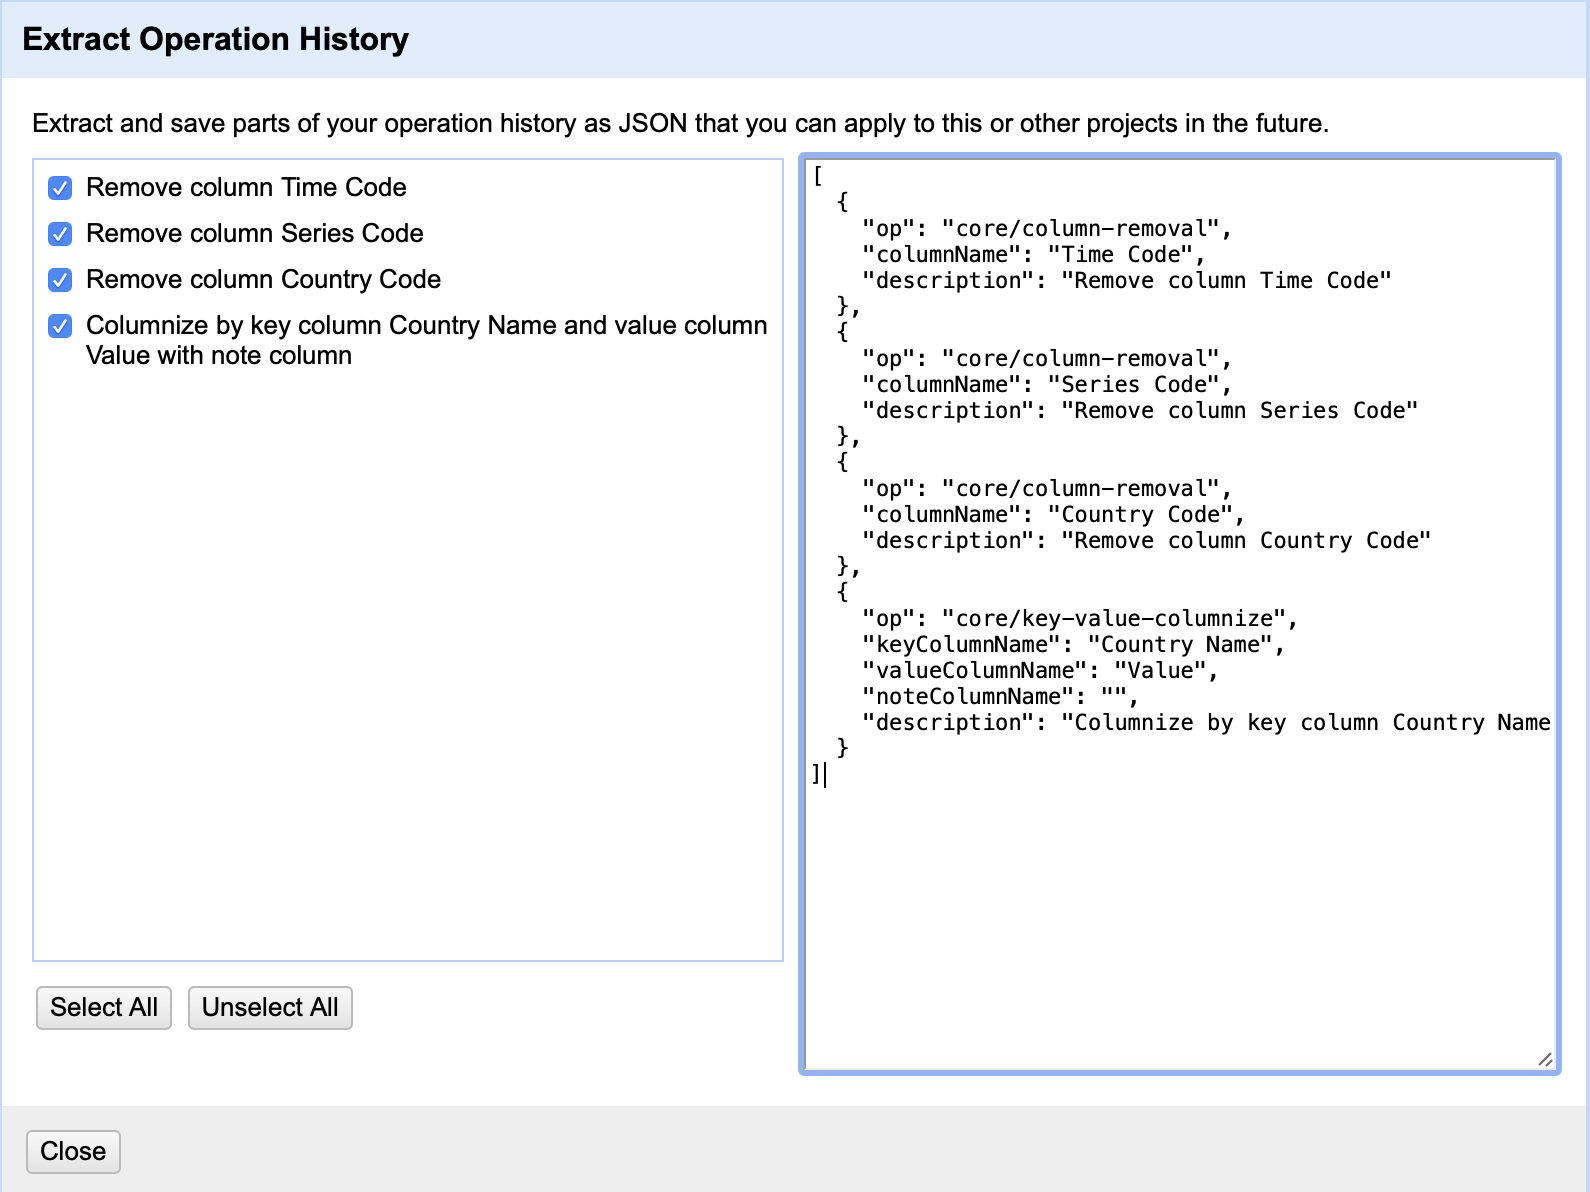 Extract Operation History
Extract and save parts of your operation history as JSON that you can apply to this or other projects in the future.
Remove column Time Code
Remove column Series Code
Remove column Country Code
Columnize by key column Country Name and value column
Value with note column
Select All
Unselect All
[
  {
    "op": "core/column-removal",
    "columnName": "Time Code",
    "description": "Remove column Time Code"
  },
  {
    "op": "core/column-removal",
    "columnName": "Series Code",
    "description": "Remove column Series Code"
  },
  {
    "op": "core/column-removal",
    "columnName": "Country Code",
    "description": "Remove column Country Code"
  },
  {
    "op": "core/key-value-columnize",
    "keyColumnName": "Country Name",
    "valueColumnName": "Value",
    "noteColumnName": "",
    "description": "Columnize by key column Country Name
  }
]
Close